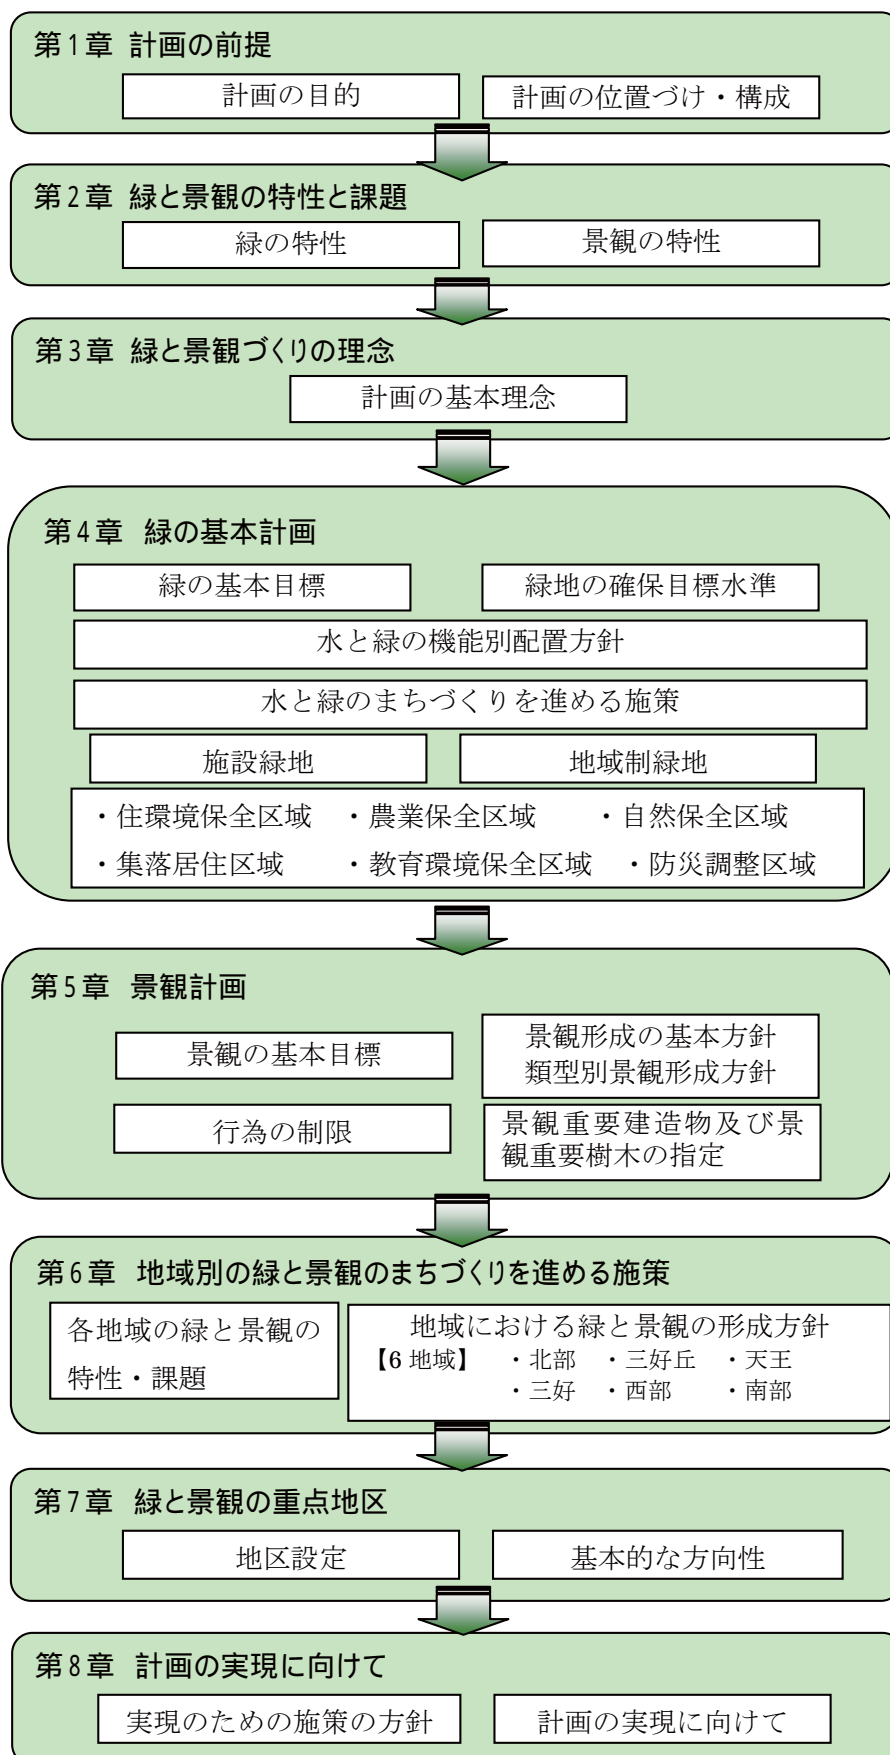 第1章 計画の前提
計画の目的
計画の位置づけ・構成
第2章 緑と景観の特性と課題
緑の特性
景観の特性
第3章 緑と景観づくりの理念
計画の基本理念
第4章 緑の基本計画
緑の基本目標
緑地の確保目標水準
水と緑の機能別配置方針
水と緑のまちづくりを進める施策
施設緑地
地域制緑地
・住環境保全区域 ・農業保全区域 ・自然保全区域
・集落居住区域 ・教育環境保全区域 ・防災調整区域
第5章 景観計画
景観の基本目標
景観形成の基本方針
類型別景観形成方針
行為の制限
景観重要建造物及び景
観重要樹木の指定
第6章 地域別の緑と景観のまちづくりを進める施策
各地域の緑と景観の
特性・課題
地域における緑と景観の形成方針
【6 地域】 ・北部 ・三好丘 ・天王
・三好 ・西部 ・南部
第7章 緑と景観の重点地区
地区設定
基本的な方向性
第8章 計画の実現に向けて
実現のための施策の方針
計画の実現に向けて